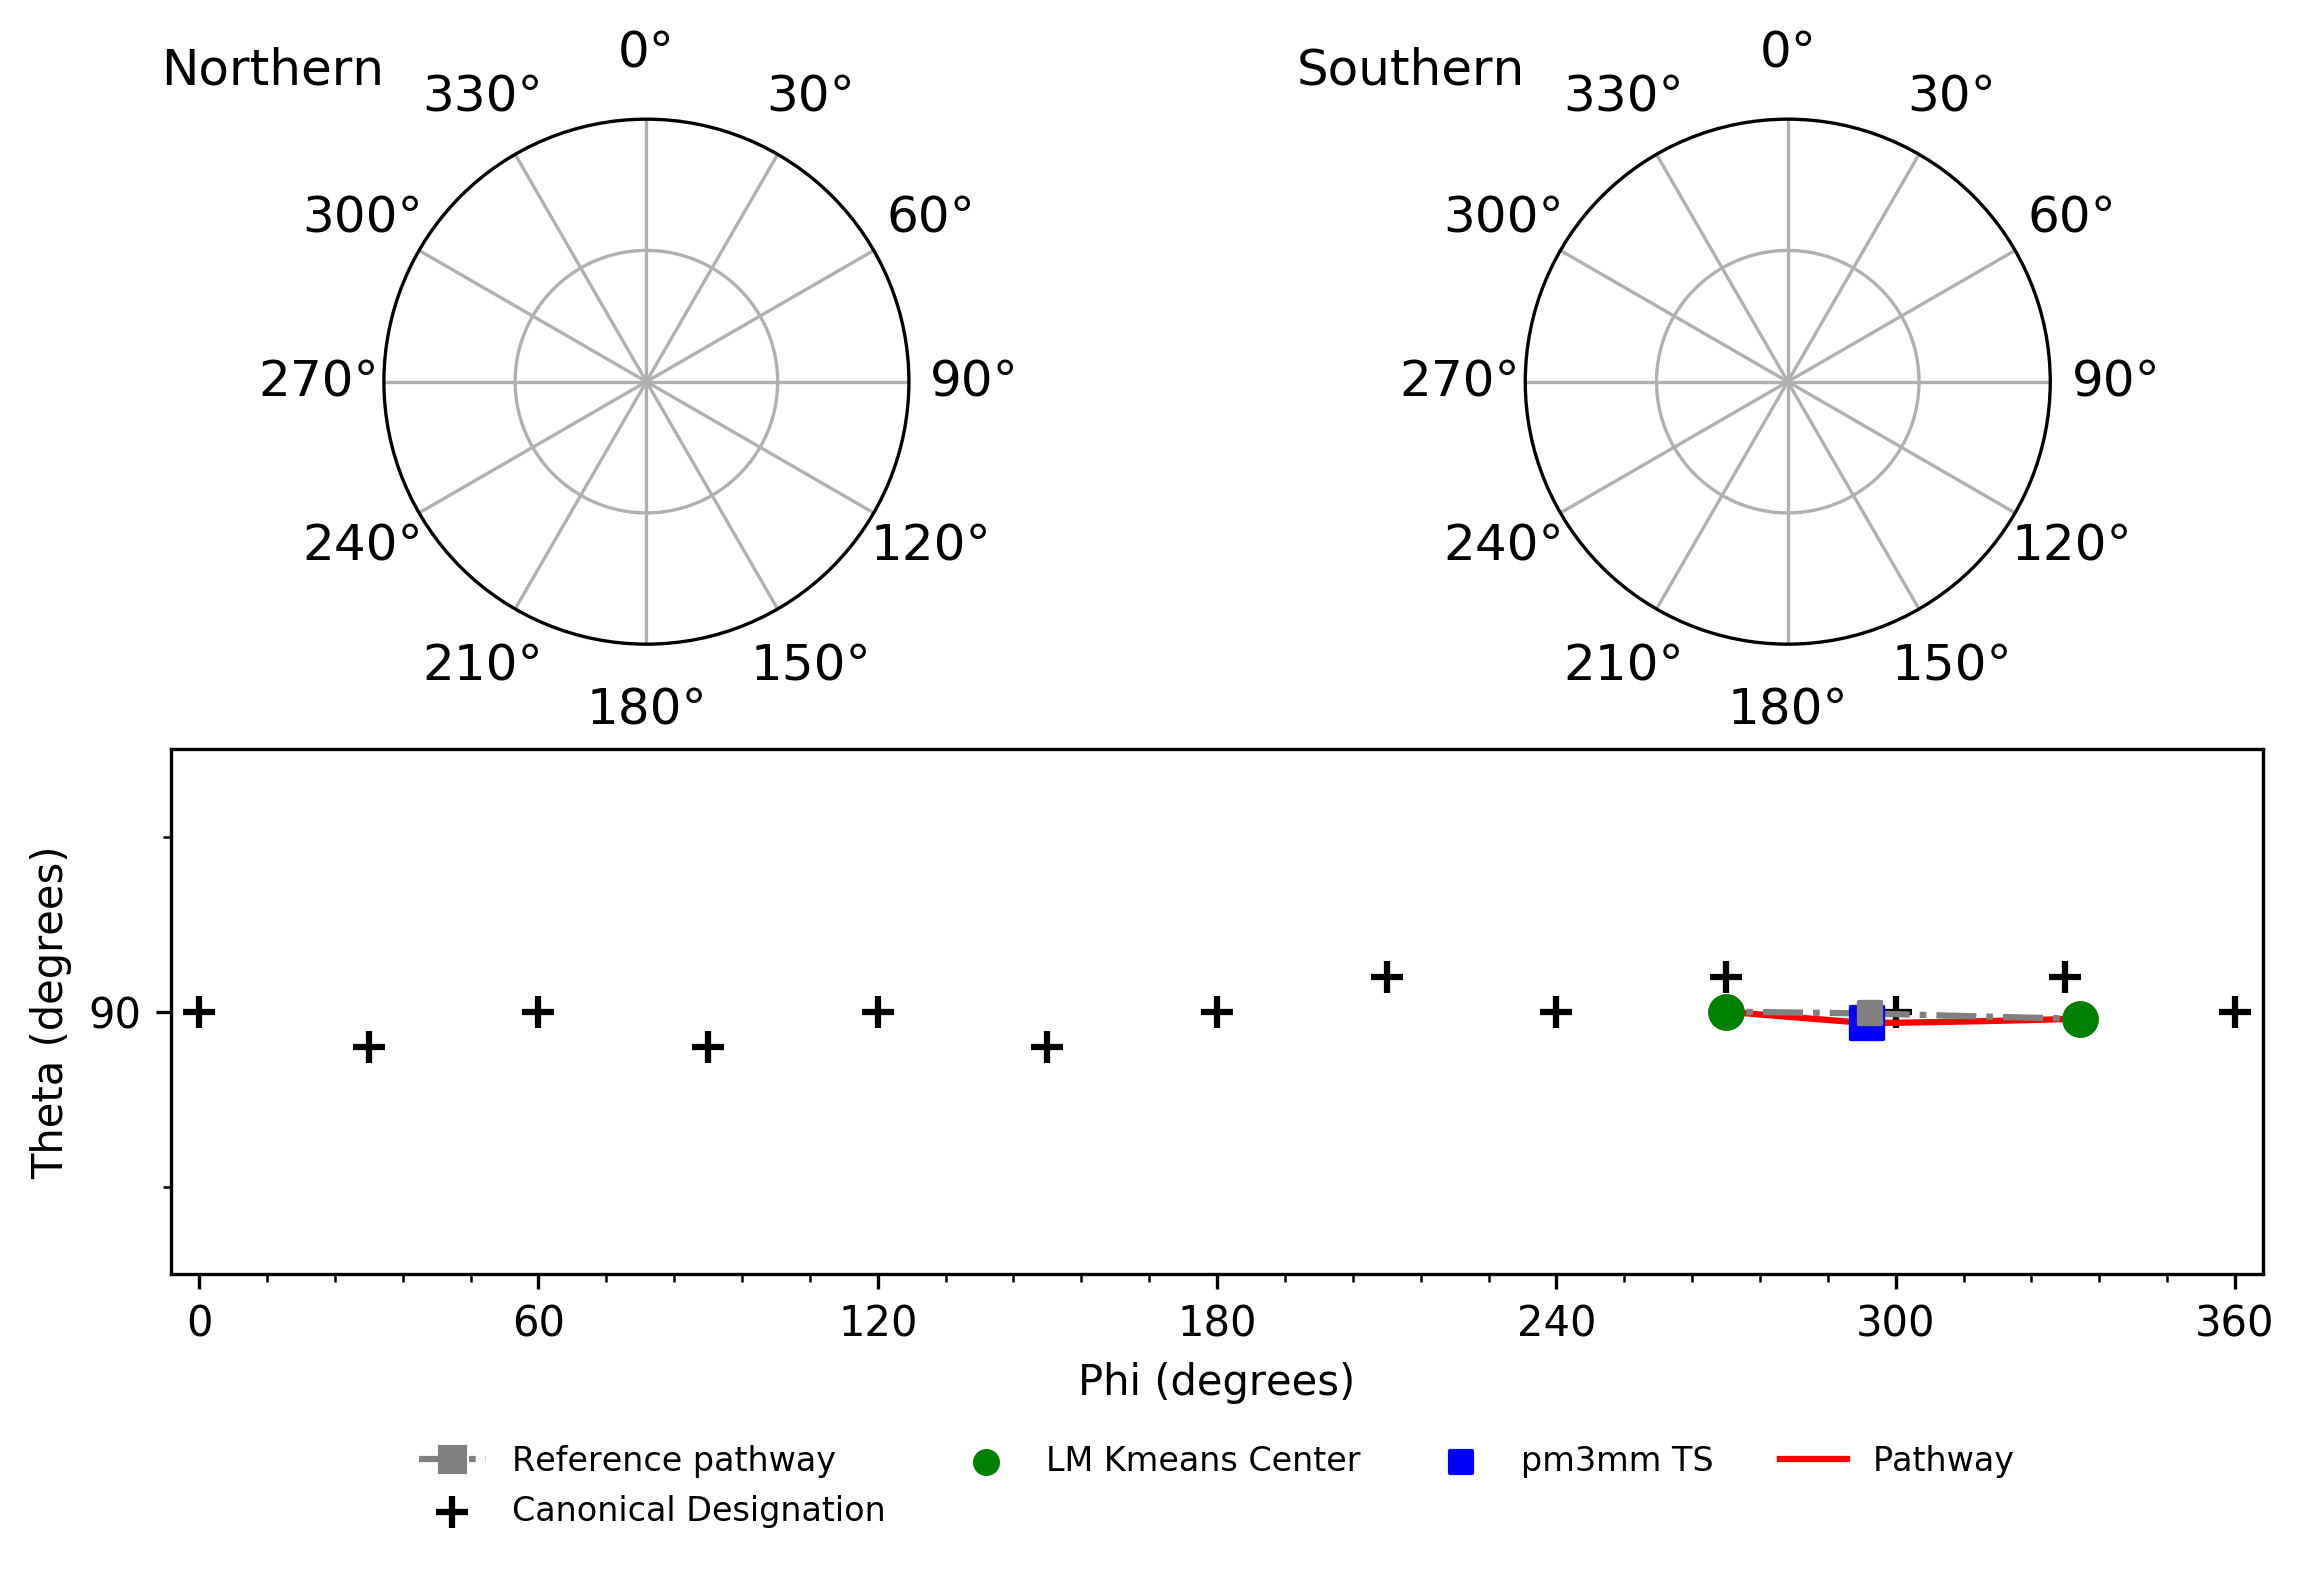 Northern
0°
330°
30°
300°
60°
270°
90°
240°
120°
210°
150°
180°
Southern
0°
330°
30°
300°
60°
270°
90°
240°
120°
210°
150°
180°
Theta (degrees)
90
0 60 120 180 240 300 360
Phi (degrees)
Reference pathway
Canonical Designation
LM Kmeans Center
pm3mm TS
Pathway